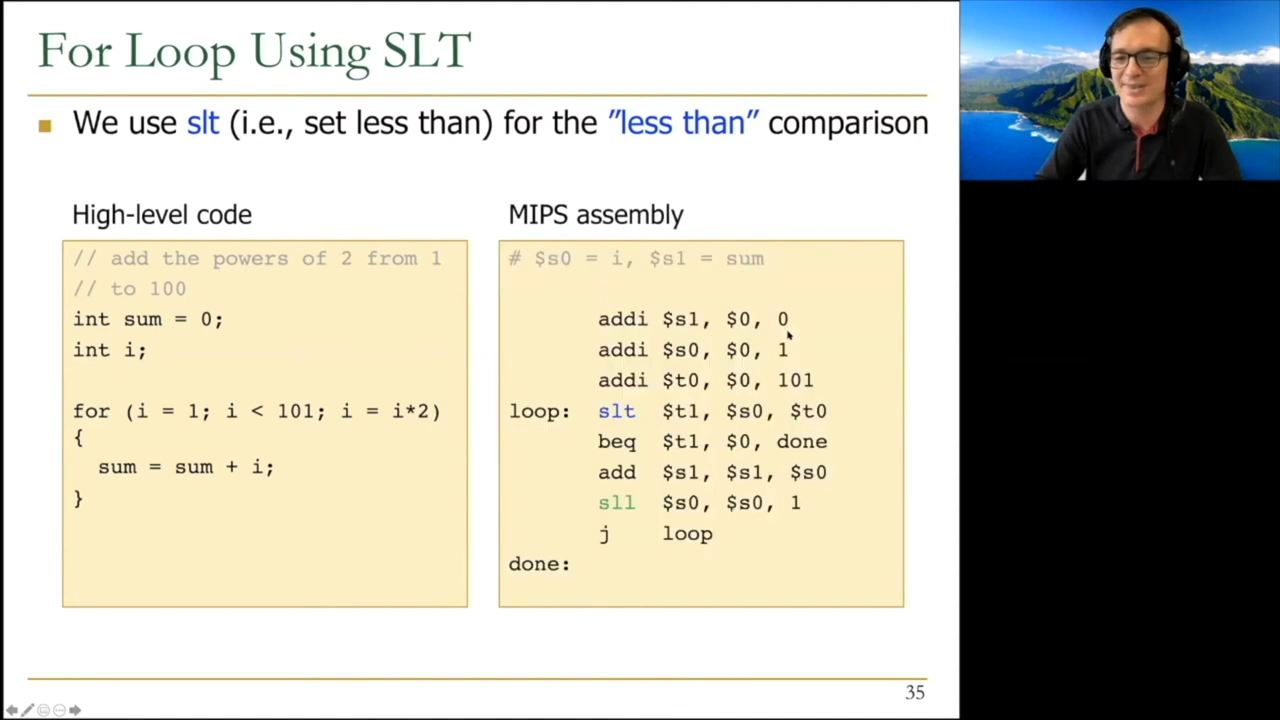 For Loop Using SLT
We use slt (i.e., set less than) for the ”less than” comparison
High-level code
// add the powers of 2 from 1
// to 100
int sum = 0;
int i;
for (i = 1; i < 101; i = i*2)
{
sum = sum + i;
}
MIPS assembly
# $s0 = i, $s1 = sum
addi $s1, $0, 0
addi $s0, $0, 1
addi $t0, $0, 101
loop: slt $t1, $s0, $t0
beq $t1, $0, done
add $s1, $s1, $s0
sll $s0, $s0, 1
j loop
done:
35